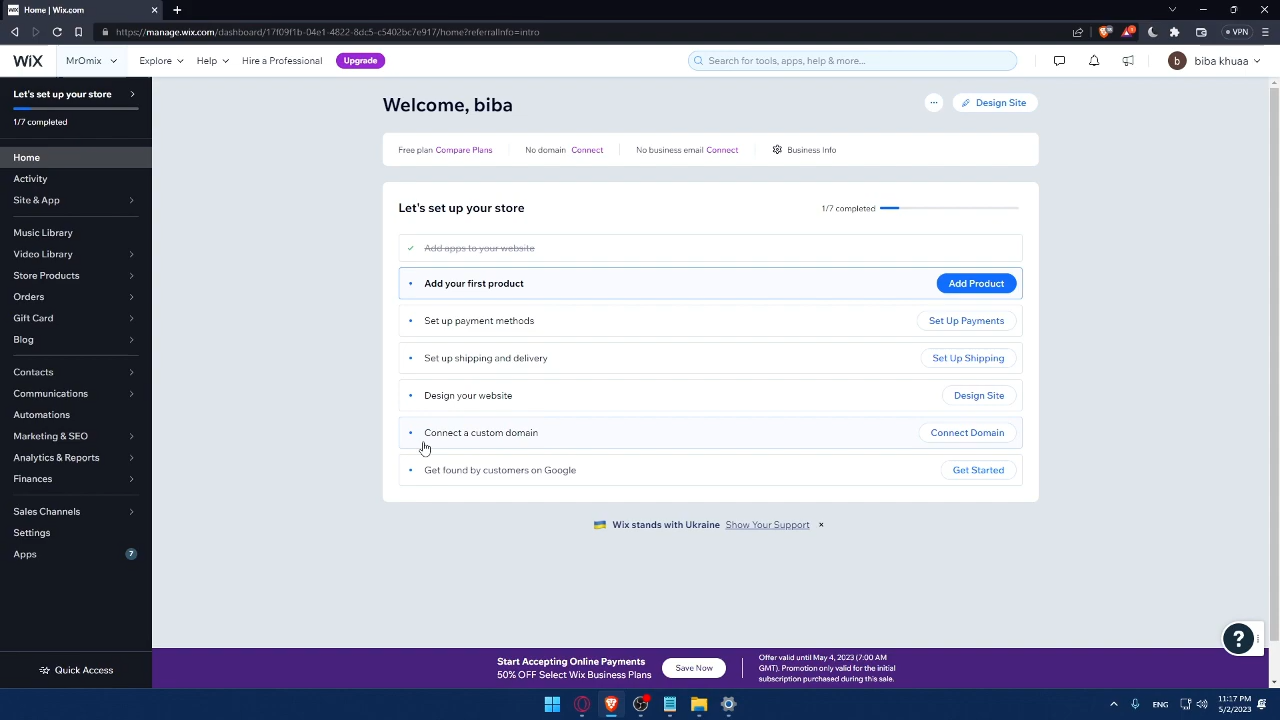 Home | Wix.com
https://manage.wix.com/dashboard/17f09f1b-04e1-4822-8dc5-c5402bc7e917/home?referralInfo=intro
VPN
WiX
MrOmix
Explore
Help
Hire a Professional
Upgrade
Search for tools, apps, help & more...
b
biba khuaa
Let's set up your store
1/7 completed
Home
Activity
Site & App
Music Library
Video Library
Store Products
Orders
Gift Card
Blog
Contacts
Communications
Automations
Marketing & SEO
Analytics & Reports
Finances
Sales Channels
Settings
Apps
7
Quick Access
Welcome, biba
...
Design Site
Free plan Compare Plans
No domain Connect
No business email Connect
Business Info
Let's set up your store
1/7 completed
Add apps to your website
Add your first product
Add Product
Set up payment methods
Set Up Payments
Set up shipping and delivery
Set Up Shipping
Design your website
Design Site
Connect a custom domain
Connect Domain
Get found by customers on Google
Get Started
Wix stands with Ukraine Show Your Support ×
?
Start Accepting Online Payments
50% OFF Select Wix Business Plans
Save Now
Offer valid until May 4, 2023 (7:00 AM
GMT). Promotion only valid for the initial
subscription purchased during this sale.
ENG
11:17 PM
5/2/2023